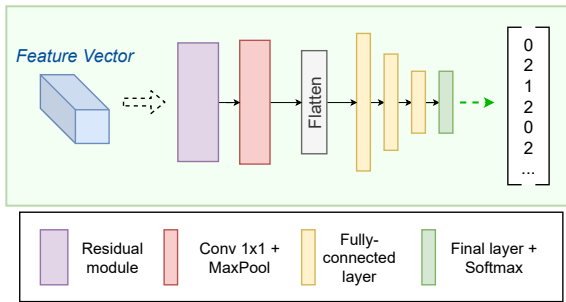 Feature Vector
Flatten
0
2
1
2
0
2
...
Residual
module
Conv 1x1 +
MaxPool
Fully-
connected
layer
Final layer +
Softmax